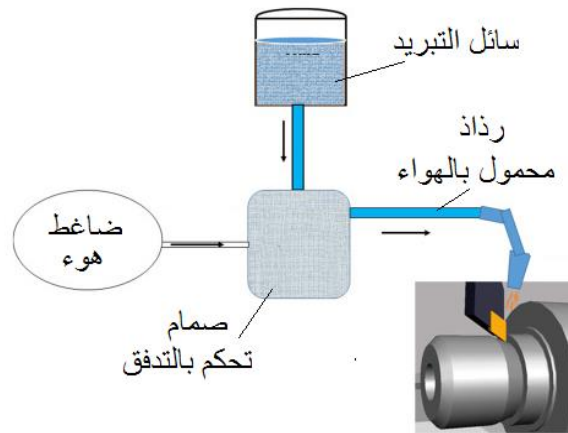 سائل التبريد
رذاذ
محمول بالهواء
ضاغط
هوء
صمام
تحكم بالتدفق